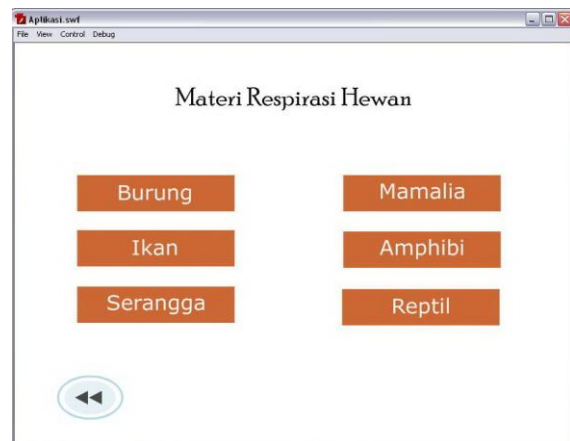 Aplikasi.swf
File View Control Debug
Materi Respirasi Hewan
Burung
Mamalia
Ikan
Amphibi
Serangga
Reptil